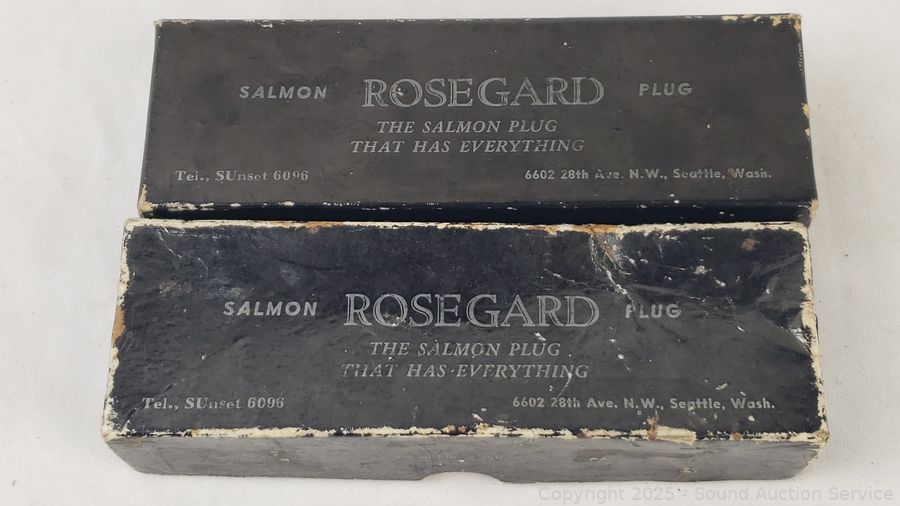 SALMON ROSEGARD PLUG
THE SALMON PLUG
THAT HAS EVERYTHING
Tel., SUnset 6096 6602 28th Ave. N.W., Seattle, Wash.
SALMON ROSEGARD PLUG
THE SALMON PLUG
THAT HAS EVERYTHING
Tel., SUnset 6096 6602 28th Ave. N.W., Seattle, Wash.
Copyright 2025 - Sound Auction Service